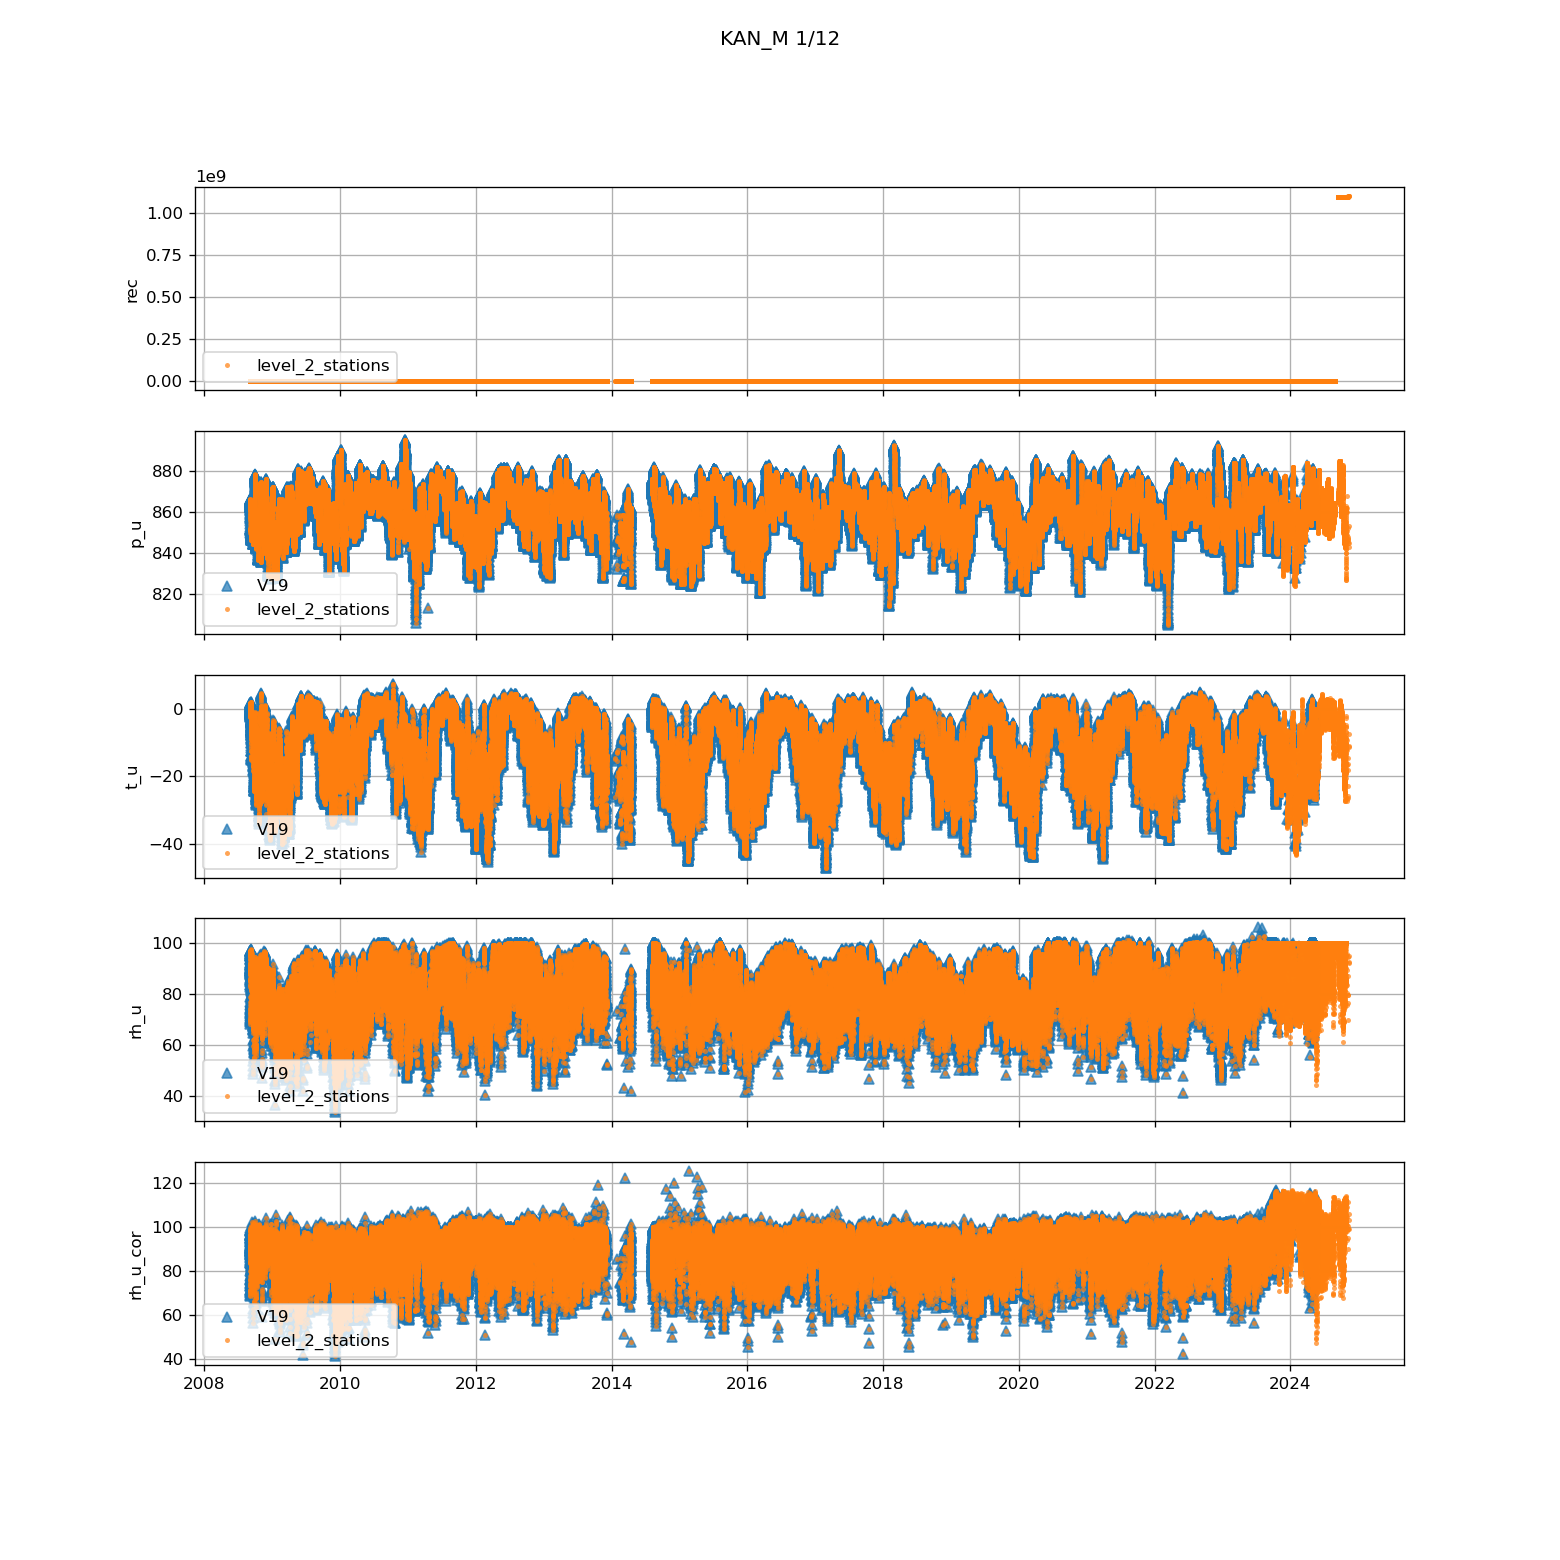 KAN_M 1/12
1e9
1.00
0.75
0.50
0.25
0.00
rec
level_2_stations
880
860
840
820
p_u
V19
level_2_stations
0
−20
−40
t_u
V19
level_2_stations
100
80
60
40
rh_u
V19
level_2_stations
120
100
80
60
40
rh_u_cor
V19
level_2_stations
2008 2010 2012 2014 2016 2018 2020 2022 2024